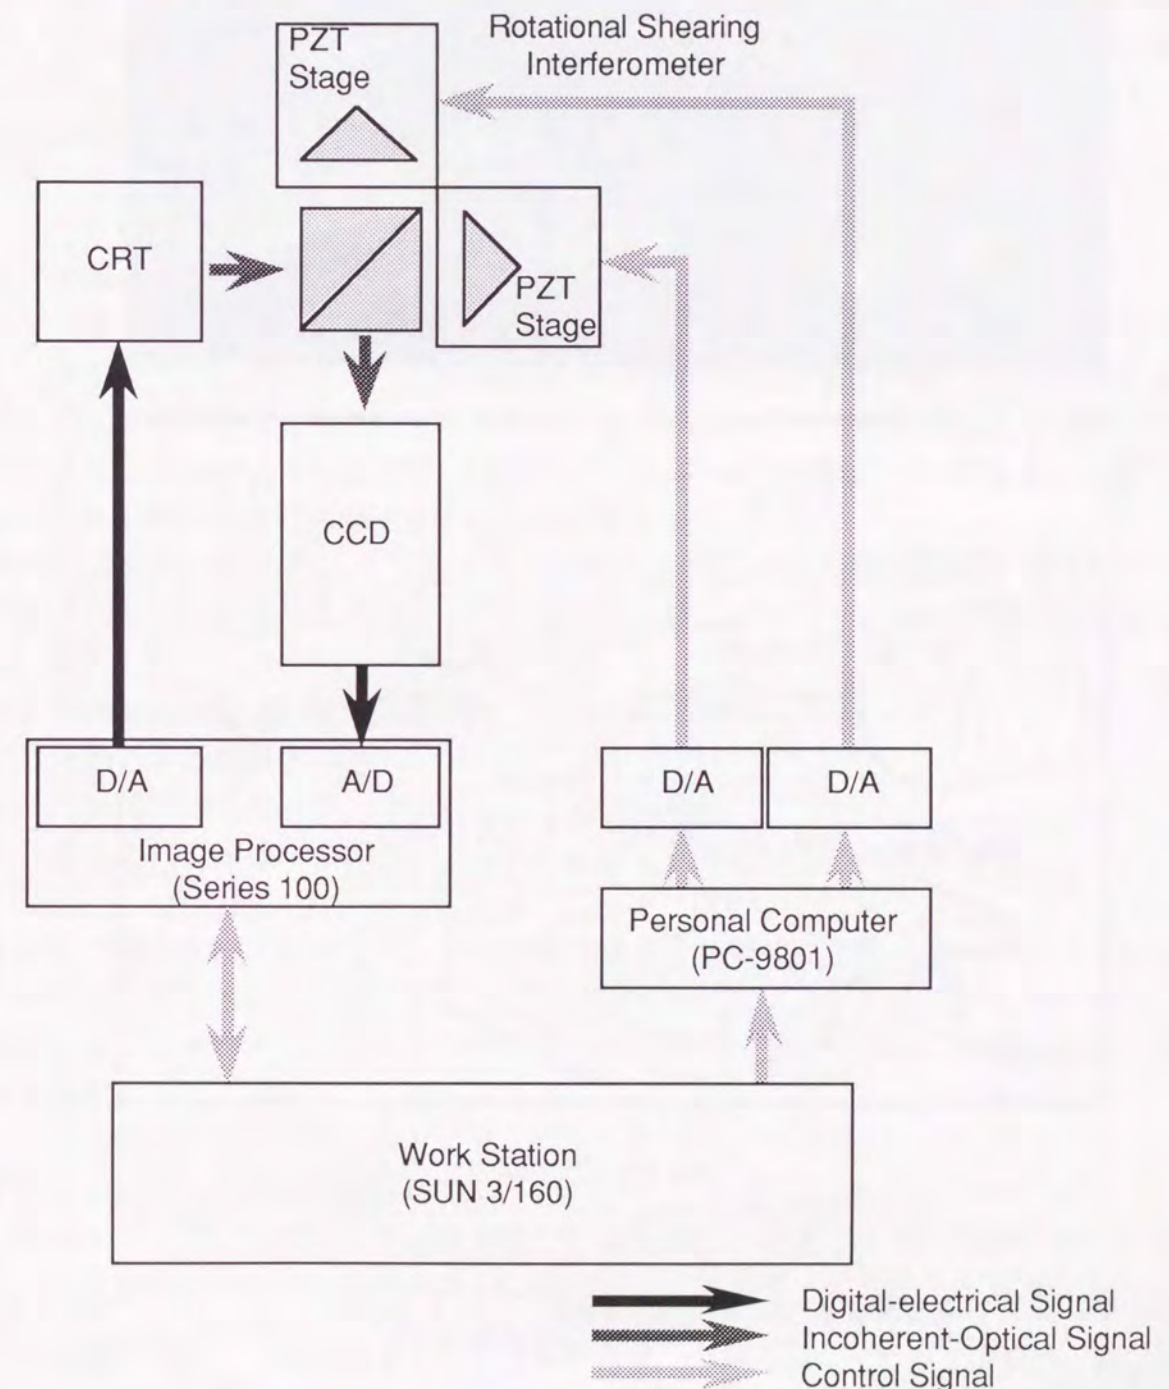 PZT
Stage
Rotational Shearing
Interferometer
CRT
PZT
Stage
CCD
D/A
A/D
D/A
D/A
Image Processor
(Series 100)
Personal Computer
(PC-9801)
Work Station
(SUN 3/160)
Digital-electrical Signal
Incoherent-Optical Signal
Control Signal